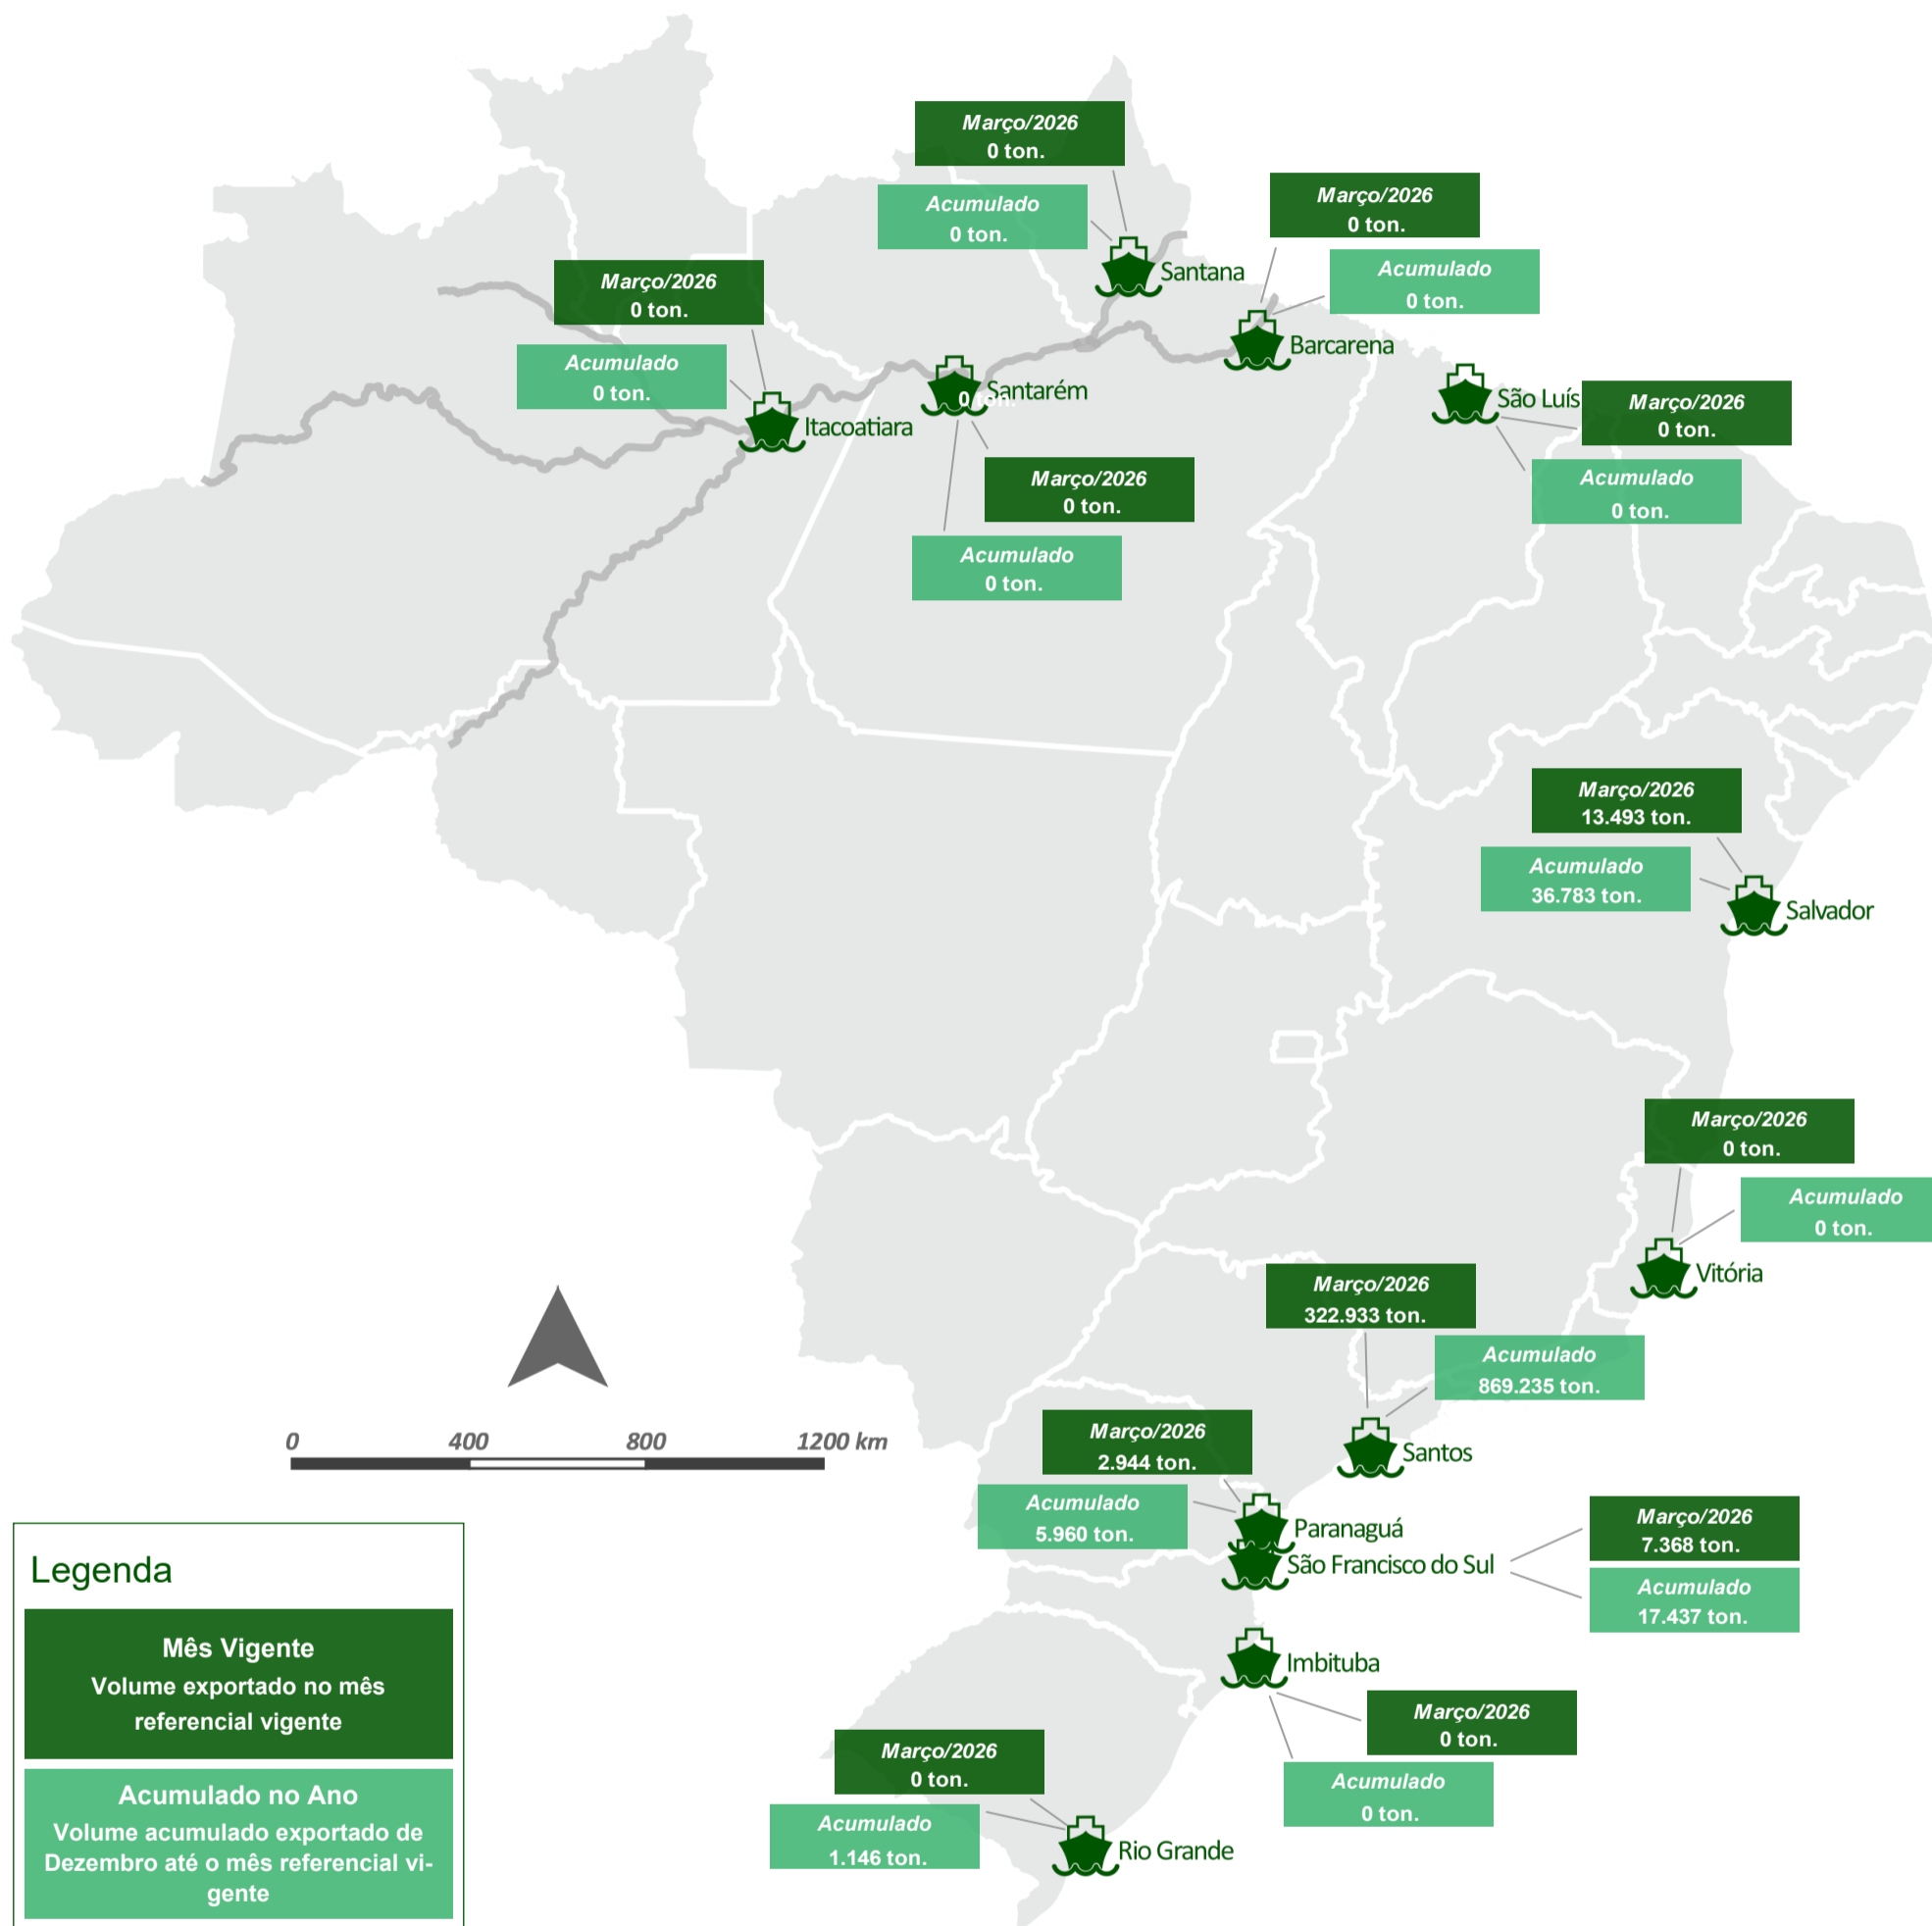 Março/2026
0 ton.
Acumulado
0 ton.
Santana
Março/2026
0 ton.
Acumulado
0 ton.
Barcarena
Março/2026
0 ton.
Acumulado
0 ton.
Itacoatiara
Santarém
0 ton.
Março/2026
0 ton.
Acumulado
0 ton.
São Luís
Março/2026
0 ton.
Acumulado
0 ton.
Março/2026
13.493 ton.
Acumulado
36.783 ton.
Salvador
Março/2026
0 ton.
Acumulado
0 ton.
Vitória
Março/2026
322.933 ton.
Acumulado
869.235 ton.
Santos
Março/2026
2.944 ton.
Acumulado
5.960 ton.
Paranaguá
São Francisco do Sul
Março/2026
7.368 ton.
Acumulado
17.437 ton.
Imbituba
Março/2026
0 ton.
Acumulado
0 ton.
Março/2026
0 ton.
Acumulado
1.146 ton.
Rio Grande
0 400 800 1200 km
Legenda
Mês Vigente
Volume exportado no mês
referencial vigente
Acumulado no Ano
Volume acumulado exportado de
Dezembro até o mês referencial vi-
gente